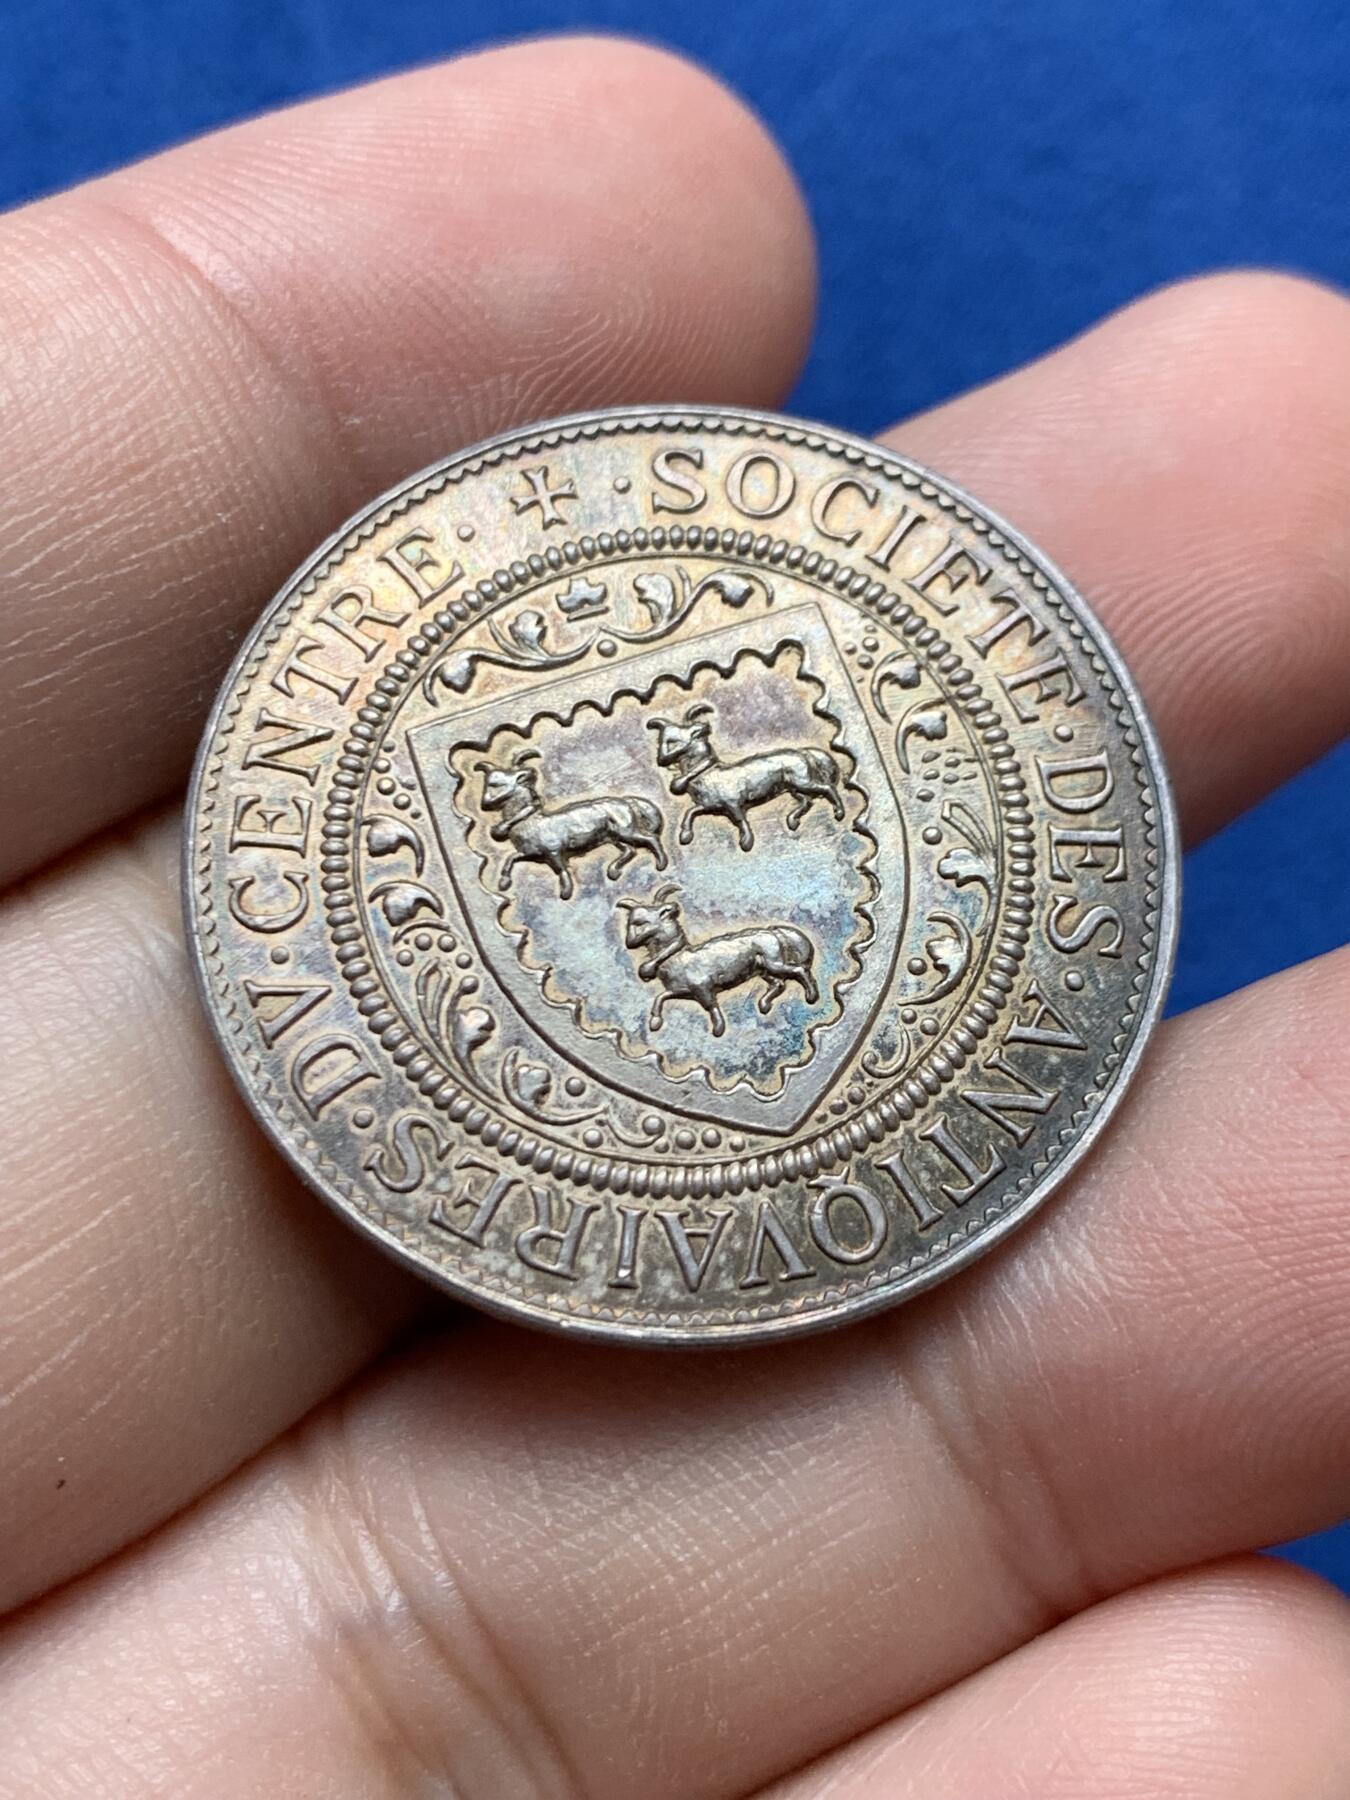 ✠ · SOCIETE · DES · ANTIQVAIRES · DV · CENTRE ·